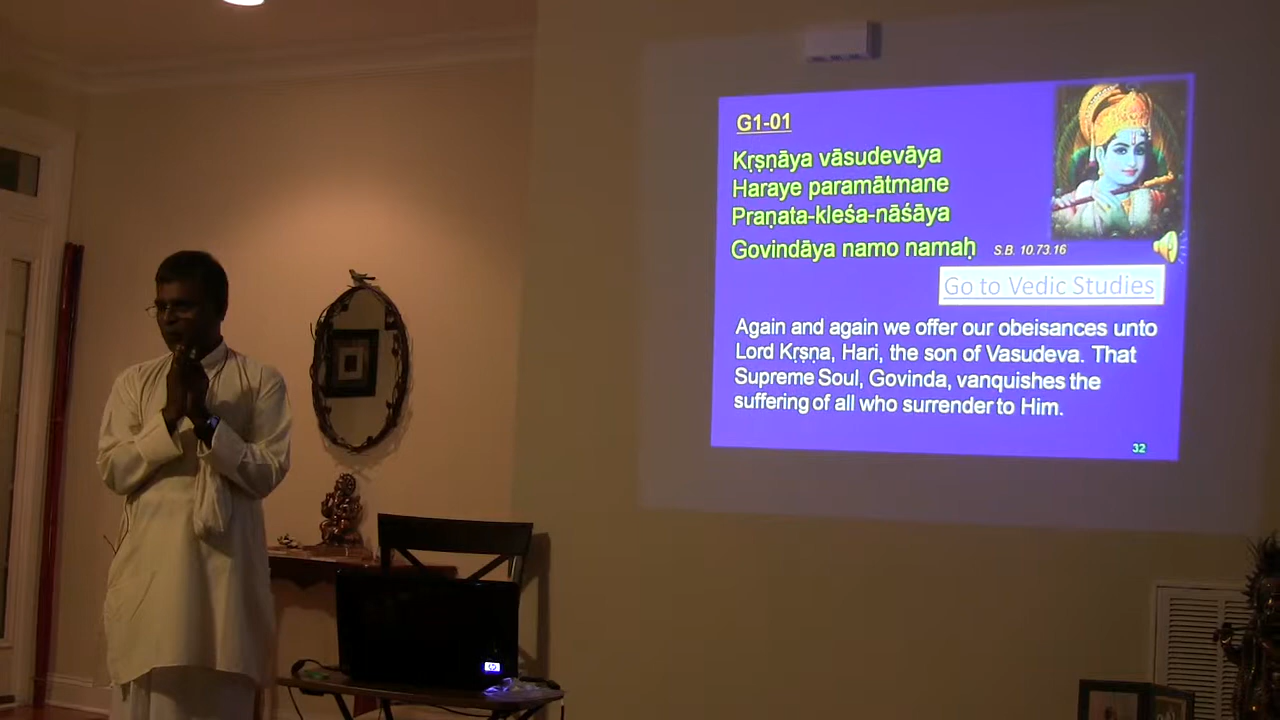 G1-01
Kṛṣṇāya vāsudevāya
Haraye paramātmane
Praṇata-kleśa-nāśāya
Govindāya namo namaḥ S.B. 10.73.16
Go to Vedic Studies
Again and again we offer our obeisances unto
Lord Kṛṣṇa, Hari, the son of Vasudeva. That
Supreme Soul, Govinda, vanquishes the
suffering of all who surrender to Him.
32
hp